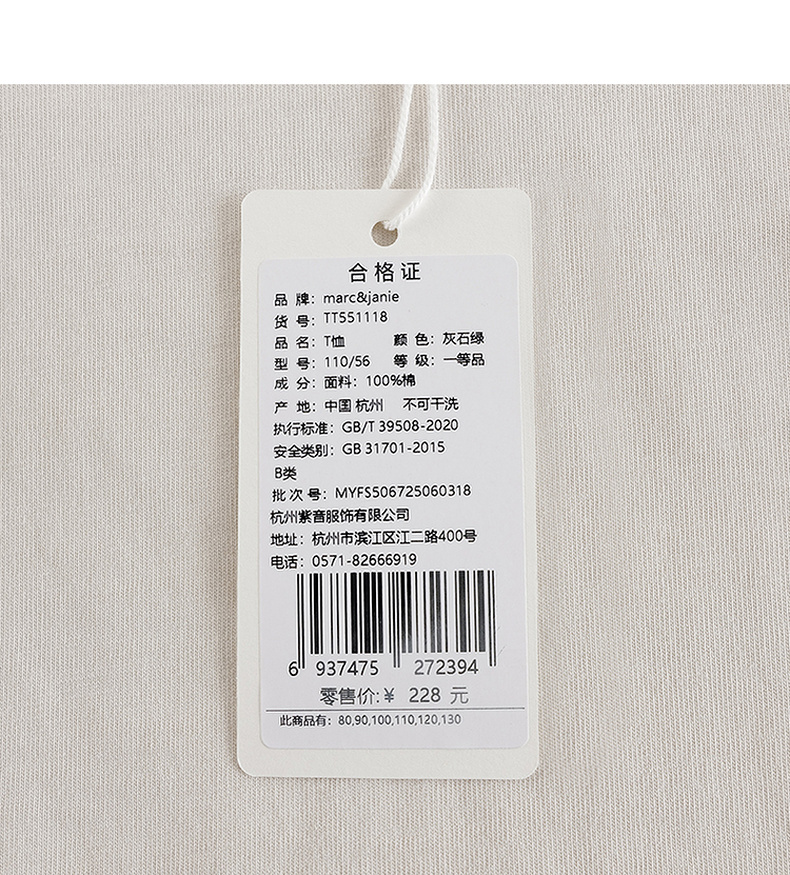 合格证
品 牌：marc&janie
货 号：TT551118
品 名：T恤 颜 色：灰石绿
型 号：110/56 等 级：一等品
成 分：面料：100%棉
产 地：中国 杭州 不可干洗
执行标准：GB/T 39508-2020
安全类别：GB 31701-2015
B类
批 次 号：MYFS506725060318
杭州紫音服饰有限公司
地址：杭州市滨江区江二路400号
电话：0571-82666919
6 937475 272394
零售价:￥ 228 元
此商品有：80,90,100,110,120,130